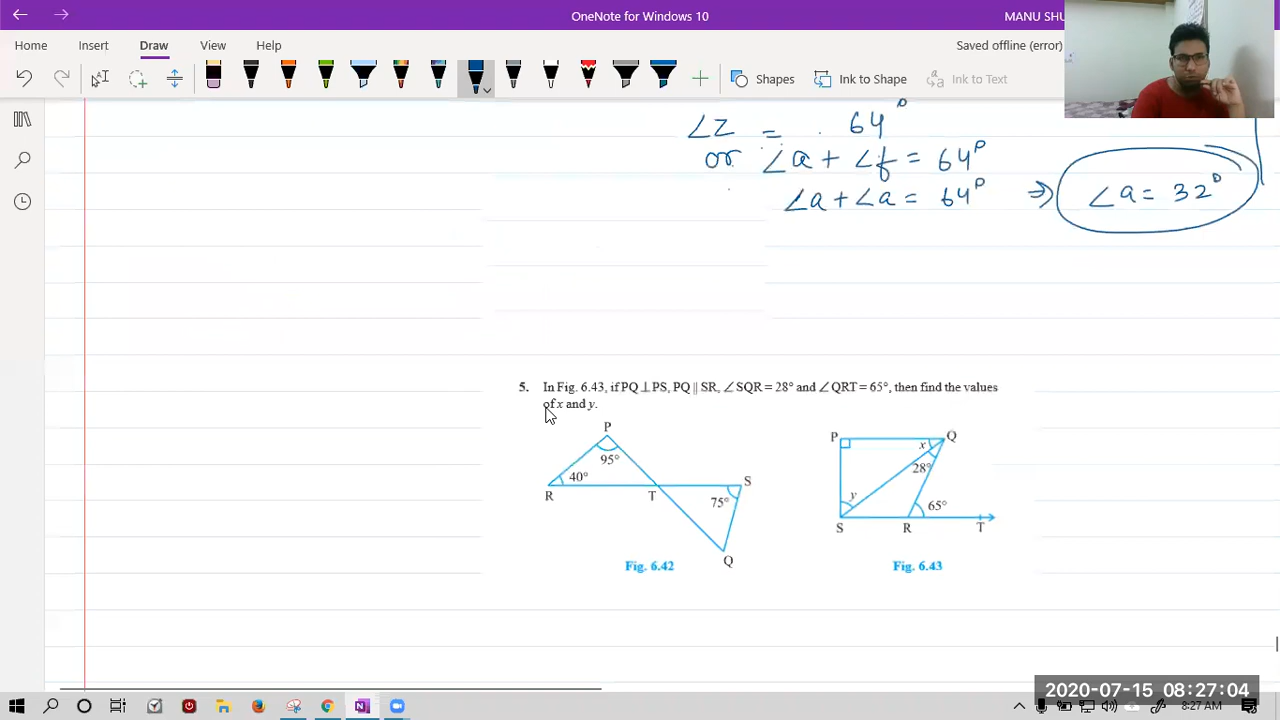 OneNote for Windows 10
MANU SHU
Home Insert Draw View Help
Saved offline (error)
Shapes
Ink to Shape
Ink to Text
∠z = 64°
or ∠a + ∠f = 64°
∠a + ∠a = 64° ⇒ ∠a = 32°
5. In Fig. 6.43, if PQ ⊥ PS, PQ || SR, ∠SQR = 28° and ∠QRT = 65°, then find the values
of x and y.
P
95°
40°
R
T
S
75°
Q
Fig. 6.42
P
Q
x
28°
y
65°
S
R
T
Fig. 6.43
2020-07-15 08:27:04
8:27 AM